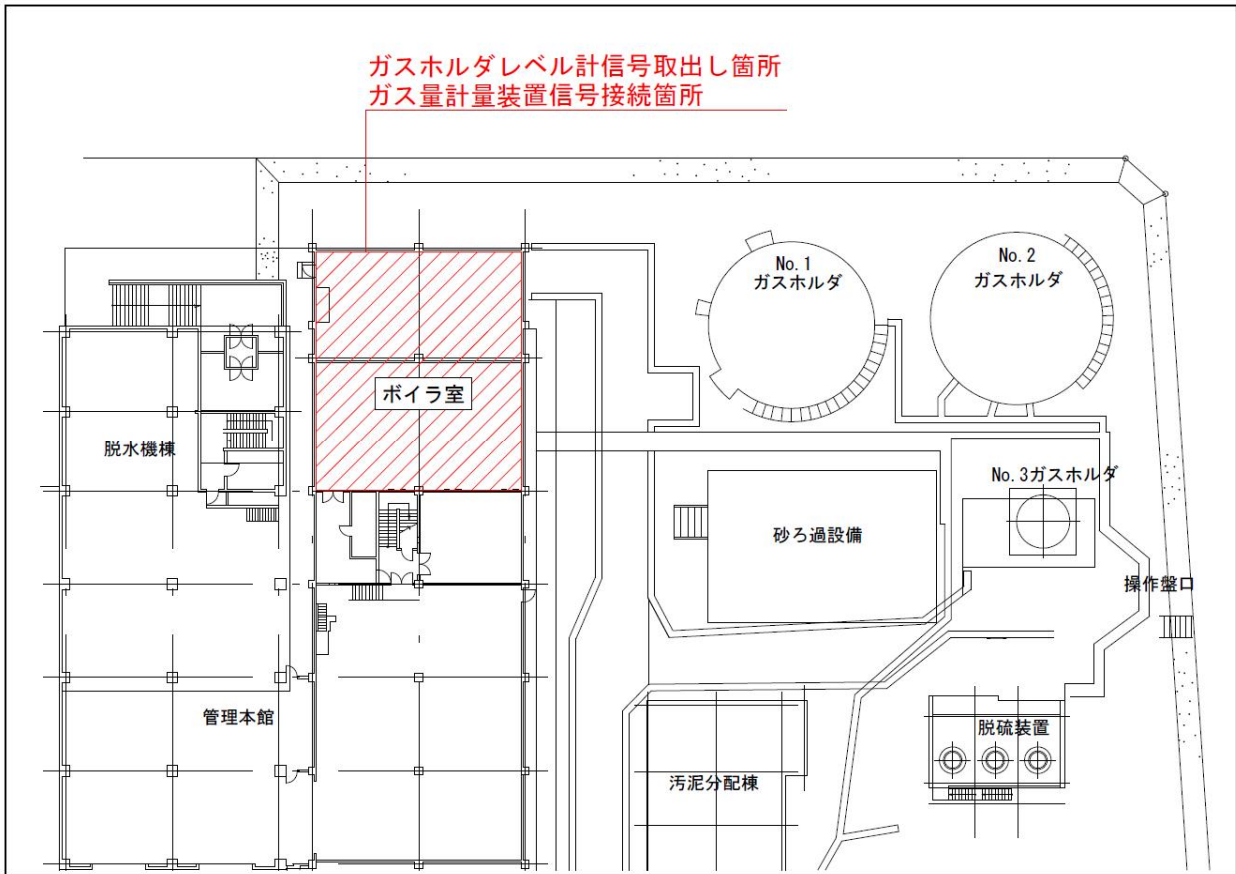 ガスホルダレベル計信号取出し箇所
ガス量計量装置信号接続箇所
No.1
ガスホルダ
No.2
ガスホルダ
ボイラ室
脱水機棟
No.3ガスホルダ
砂ろ過設備
操作盤口
管理本館
脱硫装置
汚泥分配棟